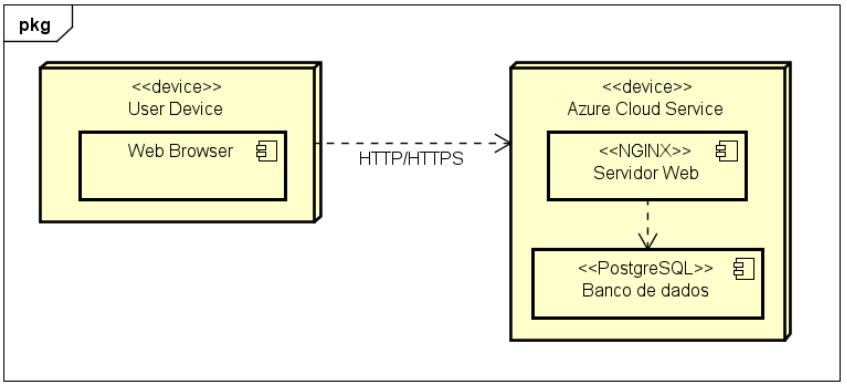 pkg
<<device>>
User Device
Web Browser
HTTP/HTTPS
<<device>>
Azure Cloud Service
<<NGINX>>
Servidor Web
<<PostgreSQL>>
Banco de dados